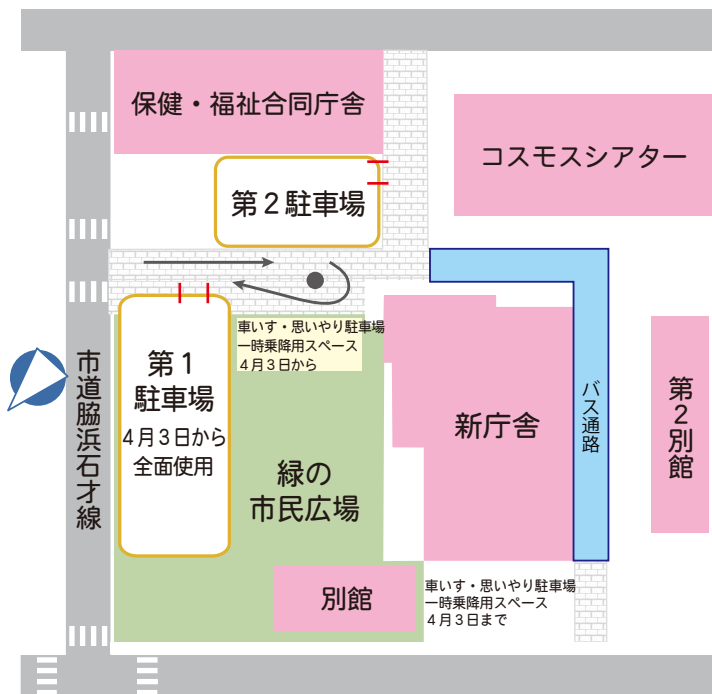 保健・福祉合同庁舎
コスモスシアター
第2駐車場
車いす・思いやり駐車場
一時乗降用スペース
4月3日から
第1
駐車場
4月3日から
全面使用
市道脇浜石才線
緑の
市民広場
新庁舎
バス通路
第2別館
別館
車いす・思いやり駐車場
一時乗降用スペース
4月3日まで